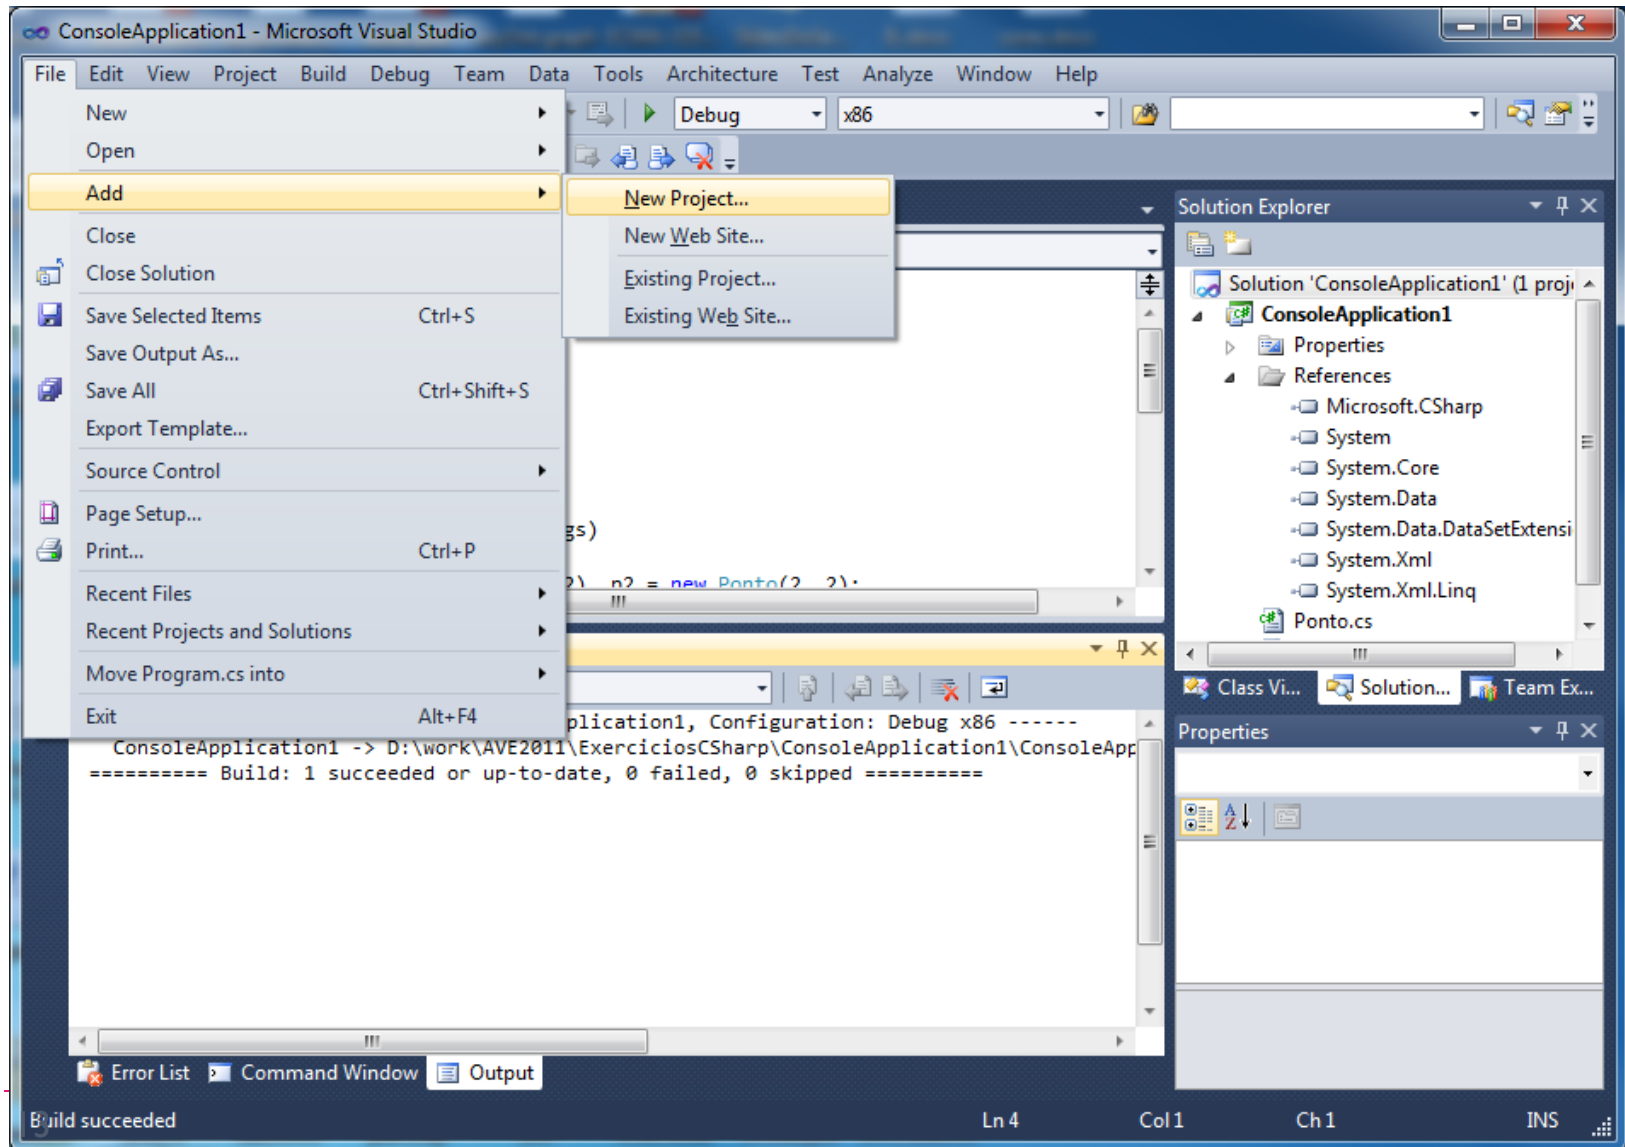 ConsoleApplication1 - Microsoft Visual Studio
File Edit View Project Build Debug Team Data Tools Architecture Test Analyze Window Help
Debug x86
New
Open
Add
Close
Close Solution
Save Selected Items Ctrl+S
Save Output As...
Save All Ctrl+Shift+S
Export Template...
Source Control
Page Setup...
Print... Ctrl+P
Recent Files
Recent Projects and Solutions
Move Program.cs into
Exit Alt+F4
New Project...
New Web Site...
Existing Project...
Existing Web Site...
gs)
2), p2 = new Ponto(2, 2);
plication1, Configuration: Debug x86 ------
ConsoleApplication1 -> D:\work\AVE2011\ExerciciosCSharp\ConsoleApplication1\ConsoleApp
========== Build: 1 succeeded or up-to-date, 0 failed, 0 skipped ==========
Error List Command Window Output
Solution Explorer
Solution 'ConsoleApplication1' (1 proj
ConsoleApplication1
Properties
References
Microsoft.CSharp
System
System.Core
System.Data
System.Data.DataSetExtensi
System.Xml
System.Xml.Linq
Ponto.cs
Class Vi... Solution... Team Ex...
Properties
Build succeeded Ln 4 Col 1 Ch 1 INS